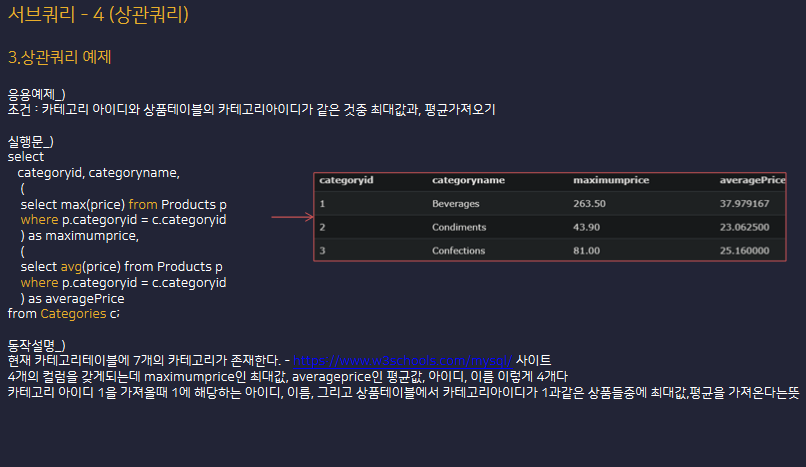 서브쿼리 - 4 (상관쿼리)
3.상관쿼리 예제
응용예제_)
조건 : 카테고리 아이디와 상품테이블의 카테고리아이디가 같은 것중 최대값과, 평균가져오기
실행문_)
select
categoryid, categoryname,
(
select max(price) from Products p
where p.categoryid = c.categoryid
) as maximumprice,
(
select avg(price) from Products p
where p.categoryid = c.categoryid
) as averagePrice
from Categories c;
categoryid categoryname maximumprice averagePrice
1 Beverages 263.50 37.979167
2 Condiments 43.90 23.062500
3 Confections 81.00 25.160000
동작설명_)
현재 카테고리테이블에 7개의 카테고리가 존재한다. - https://www.w3schools.com/mysql/ 사이트
4개의 컬럼을 갖게되는데 maximumprice인 최대값, averageprice인 평균값, 아이디, 이름 이렇게 4개다
카테고리 아이디 1을 가져올때 1에 해당하는 아이디, 이름, 그리고 상품테이블에서 카테고리아이디가 1과같은 상품들중에 최대값,평균을 가져온다는뜻